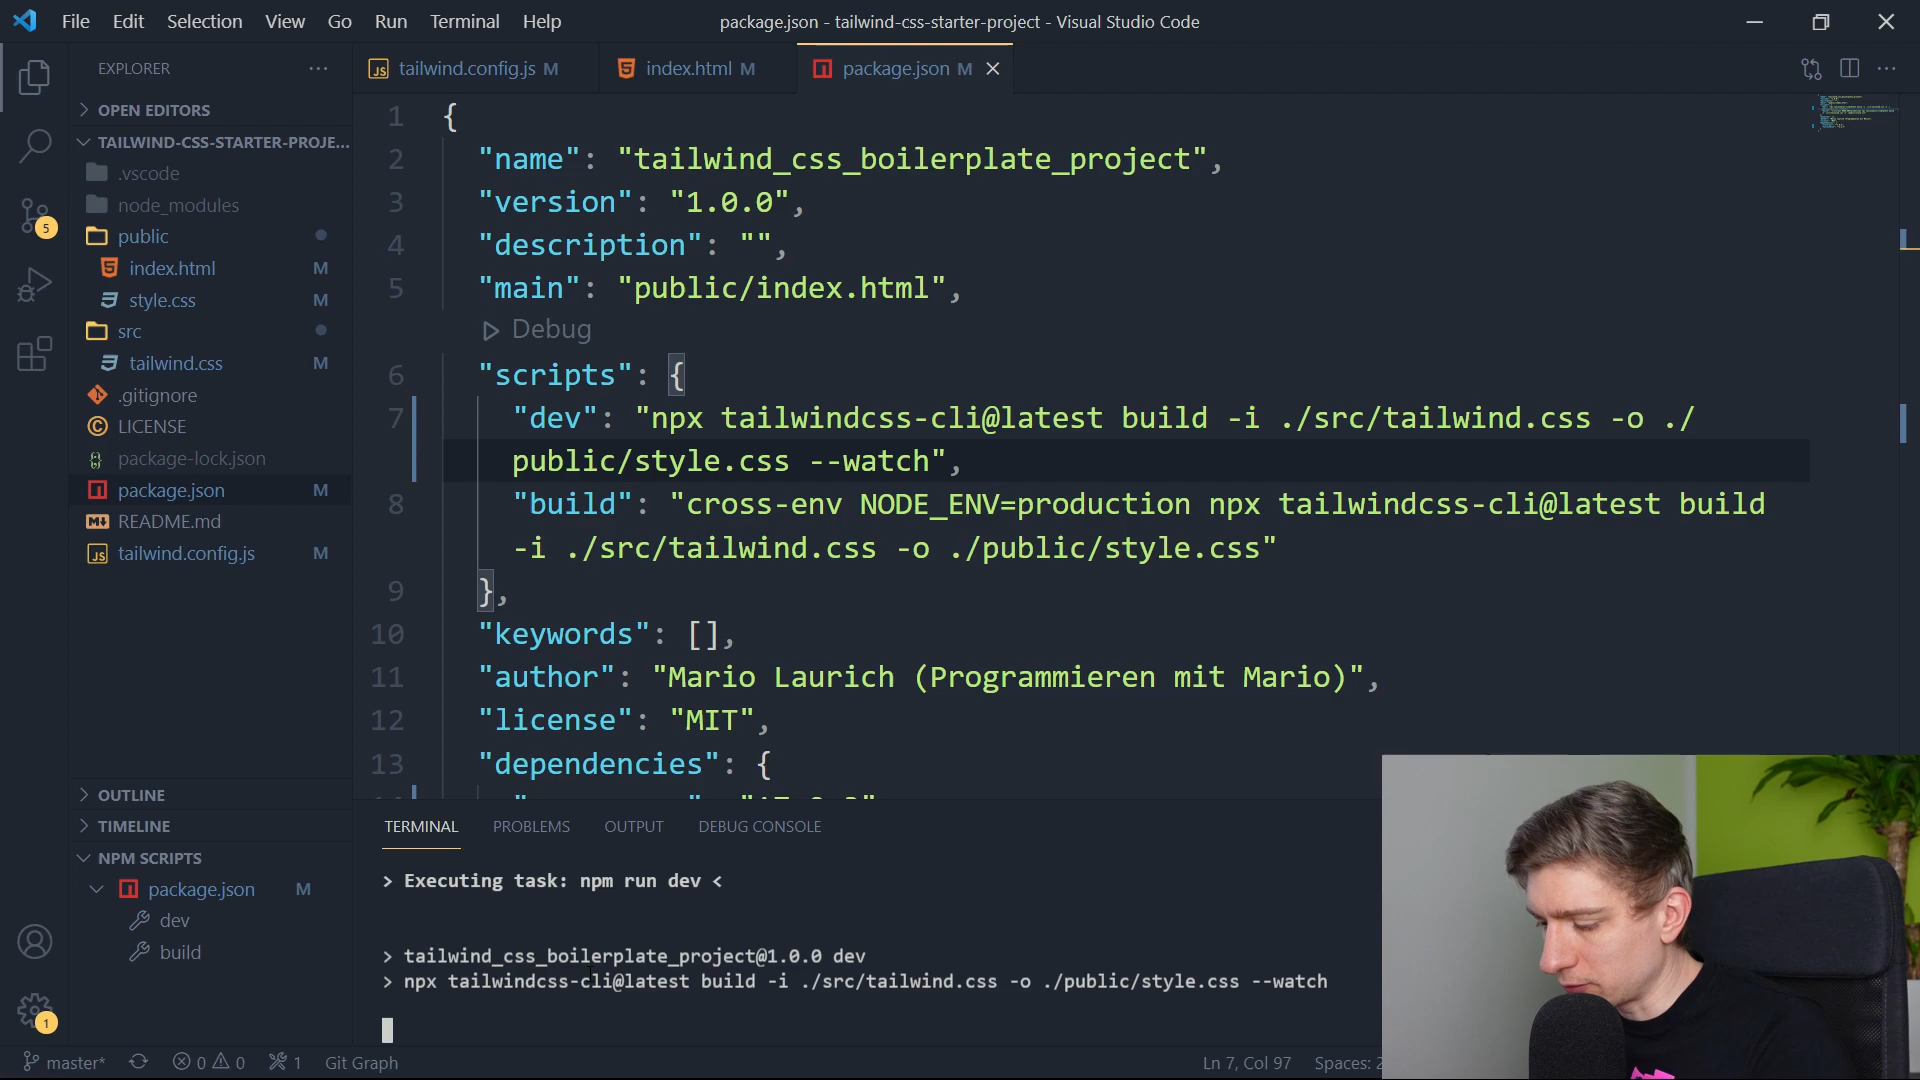 File Edit Selection View Go Run Terminal Help
package.json - tailwind-css-starter-project - Visual Studio Code
EXPLORER
OPEN EDITORS
TAILWIND-CSS-STARTER-PROJE...
.vscode
node_modules
public
index.html M
style.css M
src
tailwind.css M
.gitignore
LICENSE
package-lock.json
package.json M
README.md
tailwind.config.js M
OUTLINE
TIMELINE
NPM SCRIPTS
package.json M
dev
build
5
1
JS tailwind.config.js M
index.html M
package.json M
1 {
2 "name": "tailwind_css_boilerplate_project",
3 "version": "1.0.0",
4 "description": "",
5 "main": "public/index.html",
Debug
6 "scripts": {
7 "dev": "npx tailwindcss-cli@latest build -i ./src/tailwind.css -o ./
public/style.css --watch",
8 "build": "cross-env NODE_ENV=production npx tailwindcss-cli@latest build
-i ./src/tailwind.css -o ./public/style.css"
9 },
10 "keywords": [],
11 "author": "Mario Laurich (Programmieren mit Mario)",
12 "license": "MIT",
13 "dependencies": {
TERMINAL PROBLEMS OUTPUT DEBUG CONSOLE
> Executing task: npm run dev <
> tailwind_css_boilerplate_project@1.0.0 dev
> npx tailwindcss-cli@latest build -i ./src/tailwind.css -o ./public/style.css --watch
master* 0 0 1 Git Graph
Ln 7, Col 97 Spaces: